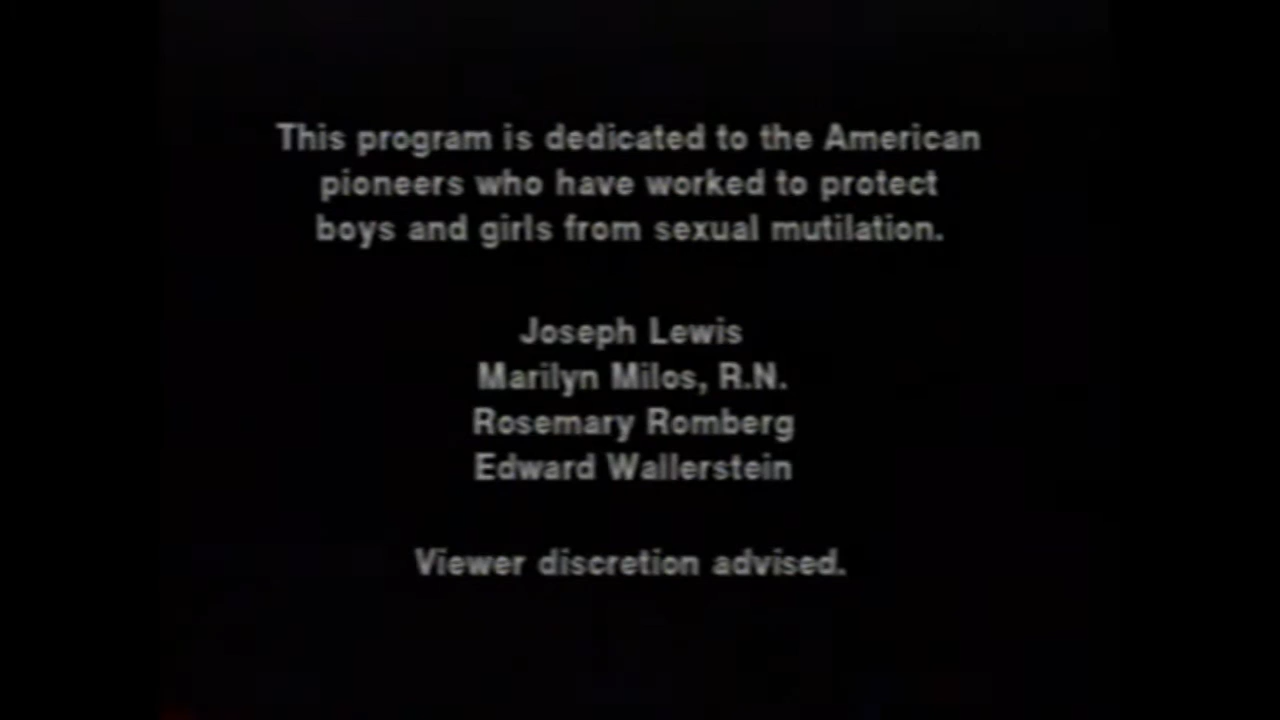 This program is dedicated to the American
pioneers who have worked to protect
boys and girls from sexual mutilation.
Joseph Lewis
Marilyn Milos, R.N.
Rosemary Romberg
Edward Wallerstein
Viewer discretion advised.